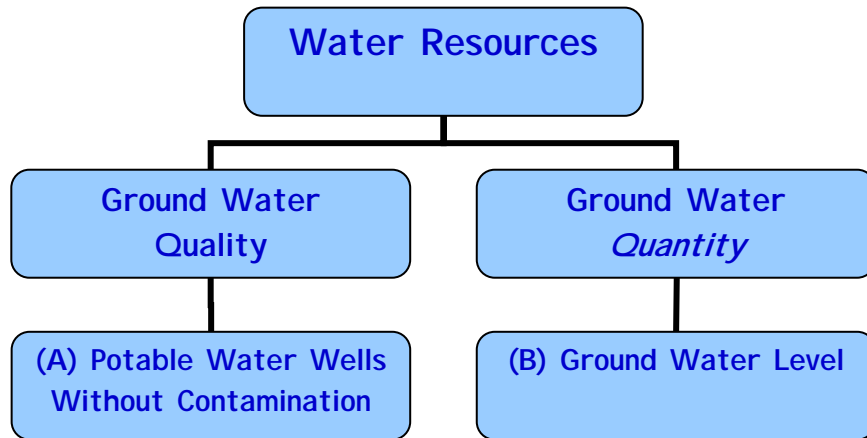 Water Resources
Ground Water
Quality
Ground Water
Quantity
(A) Potable Water Wells
Without Contamination
(B) Ground Water Level